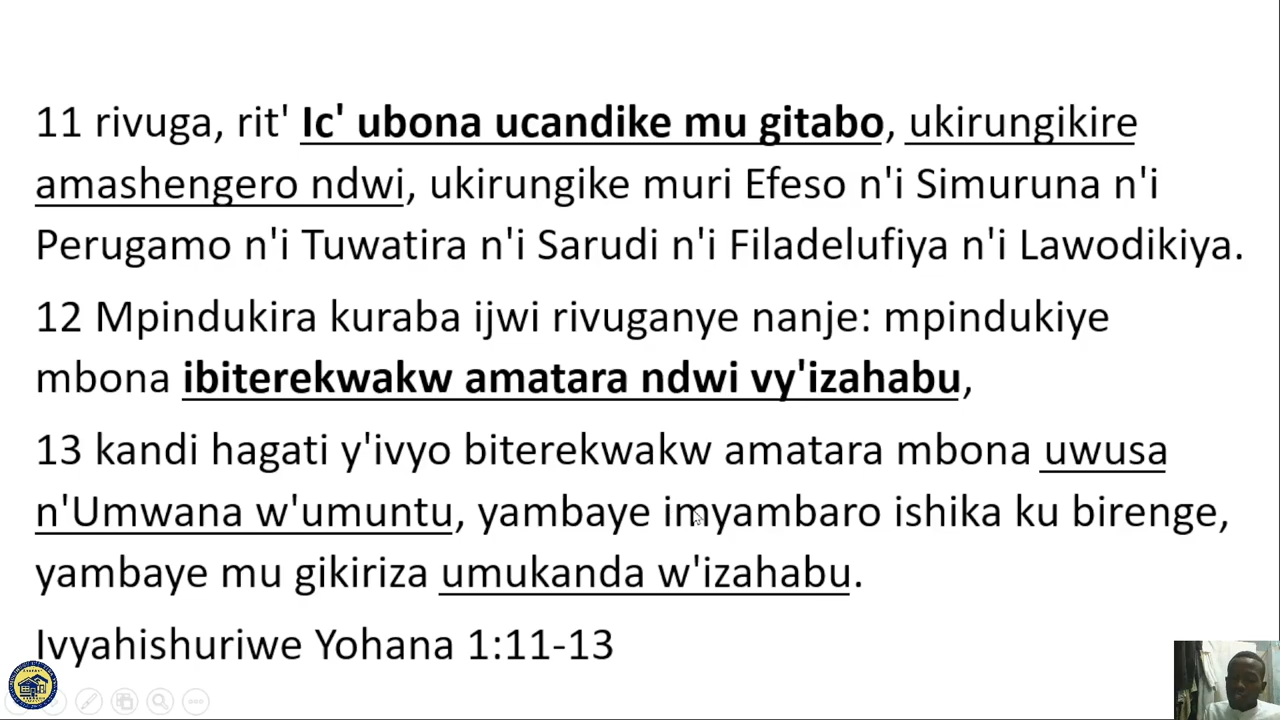 11 rivuga, rit' Ic' ubona ucandike mu gitabo, ukirungikire
amashengero ndwi, ukirungike muri Efeso n'i Simuruna n'i
Perugamo n'i Tuwatira n'i Sarudi n'i Filadelufiya n'i Lawodikiya.
12 Mpindukira kuraba ijwi rivuganye nanje: mpindukiye
mbona ibiterekwakw amatara ndwi vy'izahabu,
13 kandi hagati y'ivyo biterekwakw amatara mbona uwusa
n'Umwana w'umuntu, yambaye imyambaro ishika ku birenge,
yambaye mu gikiriza umukanda w'izahabu.
Ivyahishuriwe Yohana 1:11-13